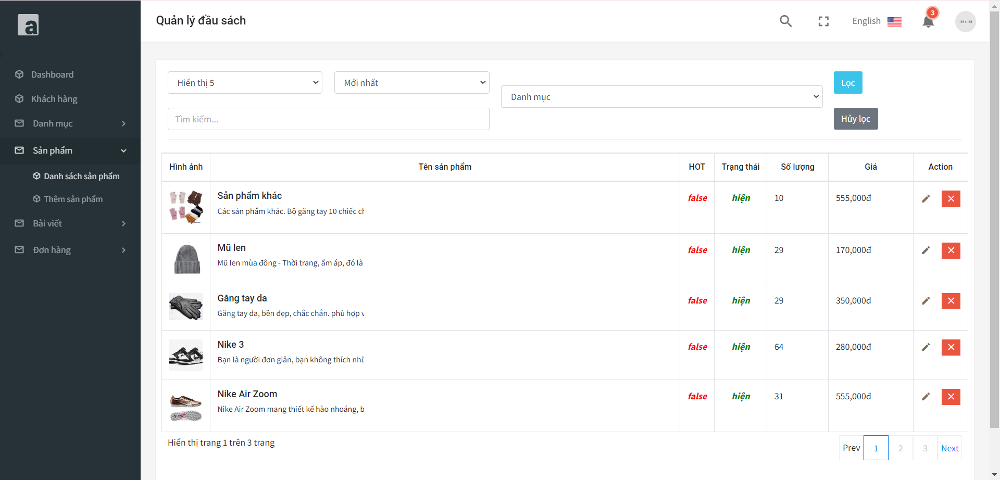 a
Quản lý đầu sách
English
3
128 x 128
Dashboard
Khách hàng
Danh mục
Sản phẩm
Danh sách sản phẩm
Thêm sản phẩm
Bài viết
Đơn hàng
Hiển thị 5
Mới nhất
Danh mục
Lọc
Tìm kiếm...
Hủy lọc
Hình ảnh Tên sản phẩm HOT Trạng thái Số lượng Giá Action
Sản phẩm khác false hiện 10 555,000đ
Các sản phẩm khác. Bộ găng tay 10 chiếc ch
Mũ len false hiện 29 170,000đ
Mũ len mùa đông - Thời trang, ấm áp, đó là
Găng tay da false hiện 29 350,000đ
Găng tay da, bền đẹp, chắc chắn. phù hợp v
Nike 3 false hiện 64 280,000đ
Bạn là người đơn giản, bạn không thích nhữ
Nike Air Zoom false hiện 31 555,000đ
Nike Air Zoom mang thiết kế hào nhoáng, b
Hiển thị trang 1 trên 3 trang
Prev 1 2 3 Next